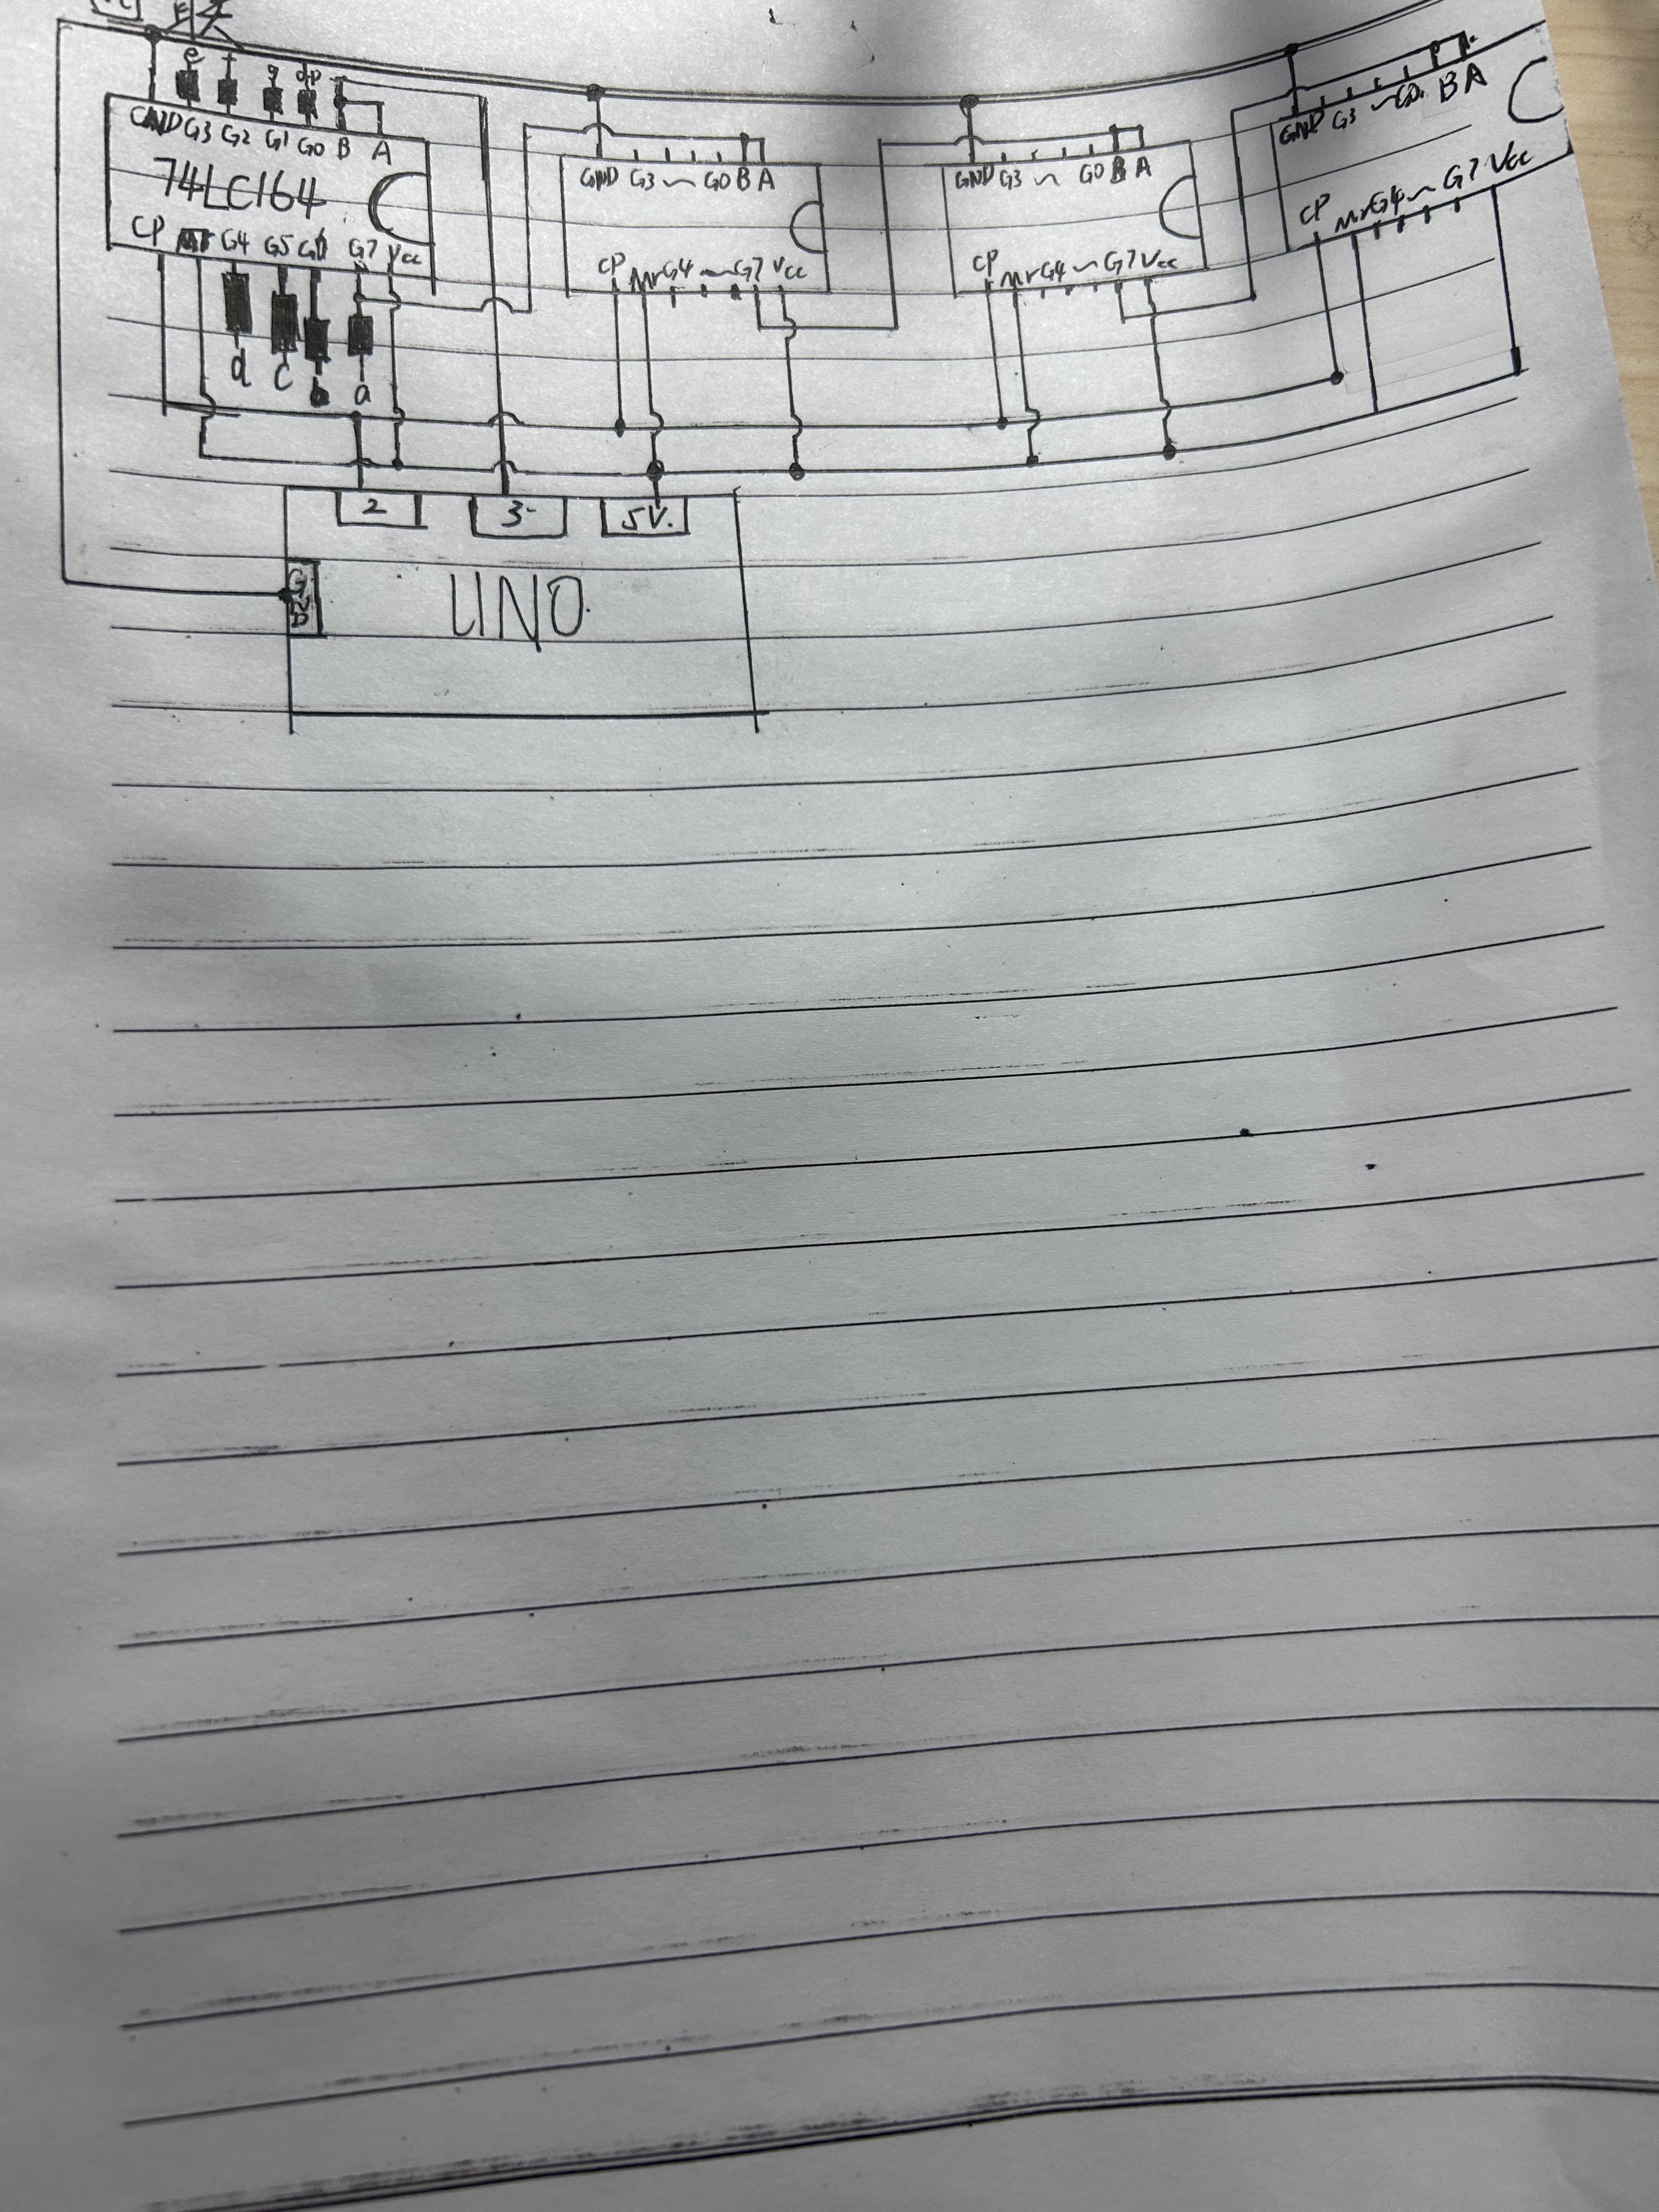 e f g dp
GND G3 G2 G1 G0 B A
74LC164
CP Mr G4 G5 G6 G7 Vcc
d c b a
GND G3 ~ G0 B A
CP Mr G4 ~ G7 Vcc
GND G3 ~ G0 B A
CP Mr G4 ~ G7 Vcc
GND G3 ~ G0 B A
CP Mr G4 ~ G7 Vcc
2 3 5V.
GND
UNO